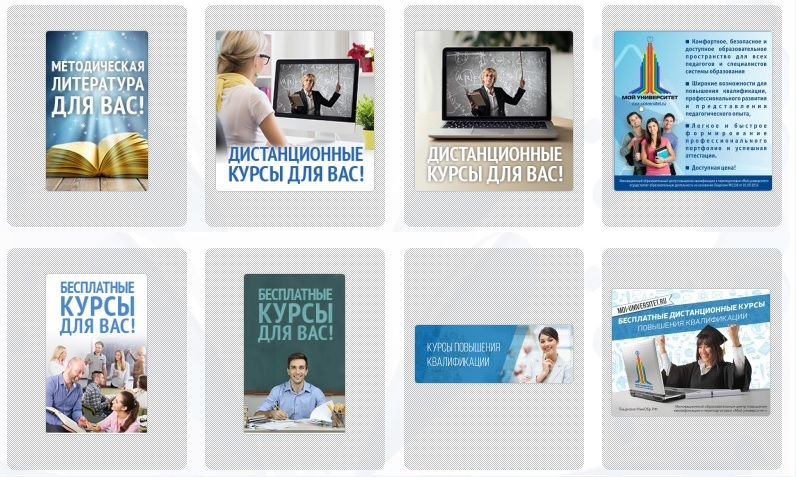 МЕТОДИЧЕСКАЯ
ЛИТЕРАТУРА
ДЛЯ ВАС!
ДИСТАНЦИОННЫЕ
КУРСЫ ДЛЯ ВАС!
ДИСТАНЦИОННЫЕ
КУРСЫ ДЛЯ ВАС!
МОЙ УНИВЕРСИТЕТ
moi-universitet.ru
■ Комфортное, безопасное и
доступное образовательное
пространство для всех
педагогов и специалистов
системы образования
■ Широкие возможности для
повышения квалификации,
профессионального развития
и представления
педагогического опыта,
■ Легкое и быстрое
формирование
профессионального
портфолио и успешная
аттестация.
■ Доступная цена!
БЕСПЛАТНЫЕ
КУРСЫ
ДЛЯ ВАС!
БЕСПЛАТНЫЕ
КУРСЫ
ДЛЯ ВАС!
КУРСЫ ПОВЫШЕНИЯ
КВАЛИФИКАЦИИ
MOI-UNIVERSITET.RU
БЕСПЛАТНЫЕ ДИСТАНЦИОННЫЕ КУРСЫ
ПОВЫШЕНИЯ КВАЛИФИКАЦИИ